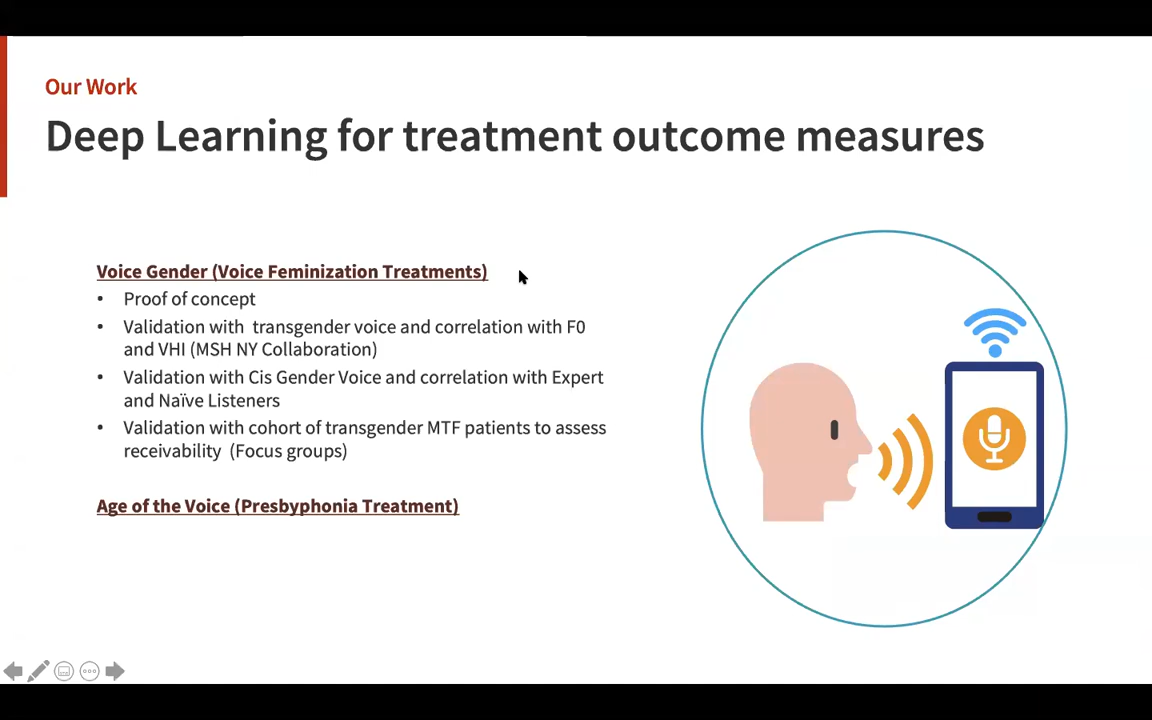 Our Work
Deep Learning for treatment outcome measures
Voice Gender (Voice Feminization Treatments)
• Proof of concept
• Validation with transgender voice and correlation with F0
and VHI (MSH NY Collaboration)
• Validation with Cis Gender Voice and correlation with Expert
and Naïve Listeners
• Validation with cohort of transgender MTF patients to assess
receivability (Focus groups)
Age of the Voice (Presbyphonia Treatment)